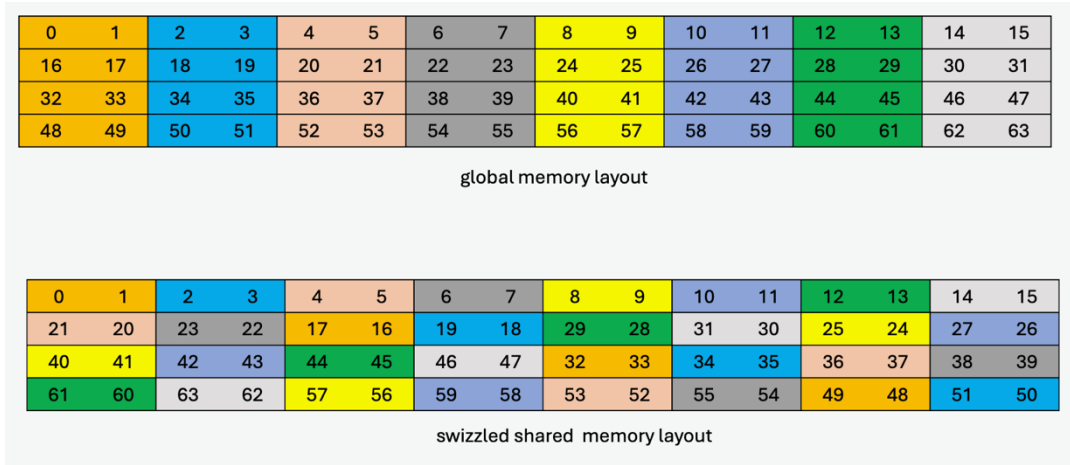 0 1 2 3 4 5 6 7 8 9 10 11 12 13 14 15
16 17 18 19 20 21 22 23 24 25 26 27 28 29 30 31
32 33 34 35 36 37 38 39 40 41 42 43 44 45 46 47
48 49 50 51 52 53 54 55 56 57 58 59 60 61 62 63
global memory layout
0 1 2 3 4 5 6 7 8 9 10 11 12 13 14 15
21 20 23 22 17 16 19 18 29 28 31 30 25 24 27 26
40 41 42 43 44 45 46 47 32 33 34 35 36 37 38 39
61 60 63 62 57 56 59 58 53 52 55 54 49 48 51 50
swizzled shared memory layout